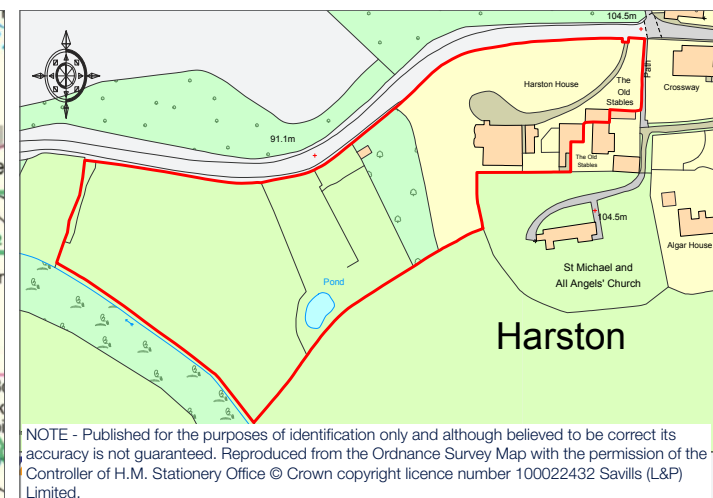 104.5m
Harston House
The
Old
Stables
Path
Crossway
91.1m
The Old
Stables
104.5m
Algar House
St Michael and
All Angels' Church
Pond
Harston
NOTE - Published for the purposes of identification only and although believed to be correct its
accuracy is not guaranteed. Reproduced from the Ordnance Survey Map with the permission of the
Controller of H.M. Stationery Office © Crown copyright licence number 100022432 Savills (L&P)
Limited.